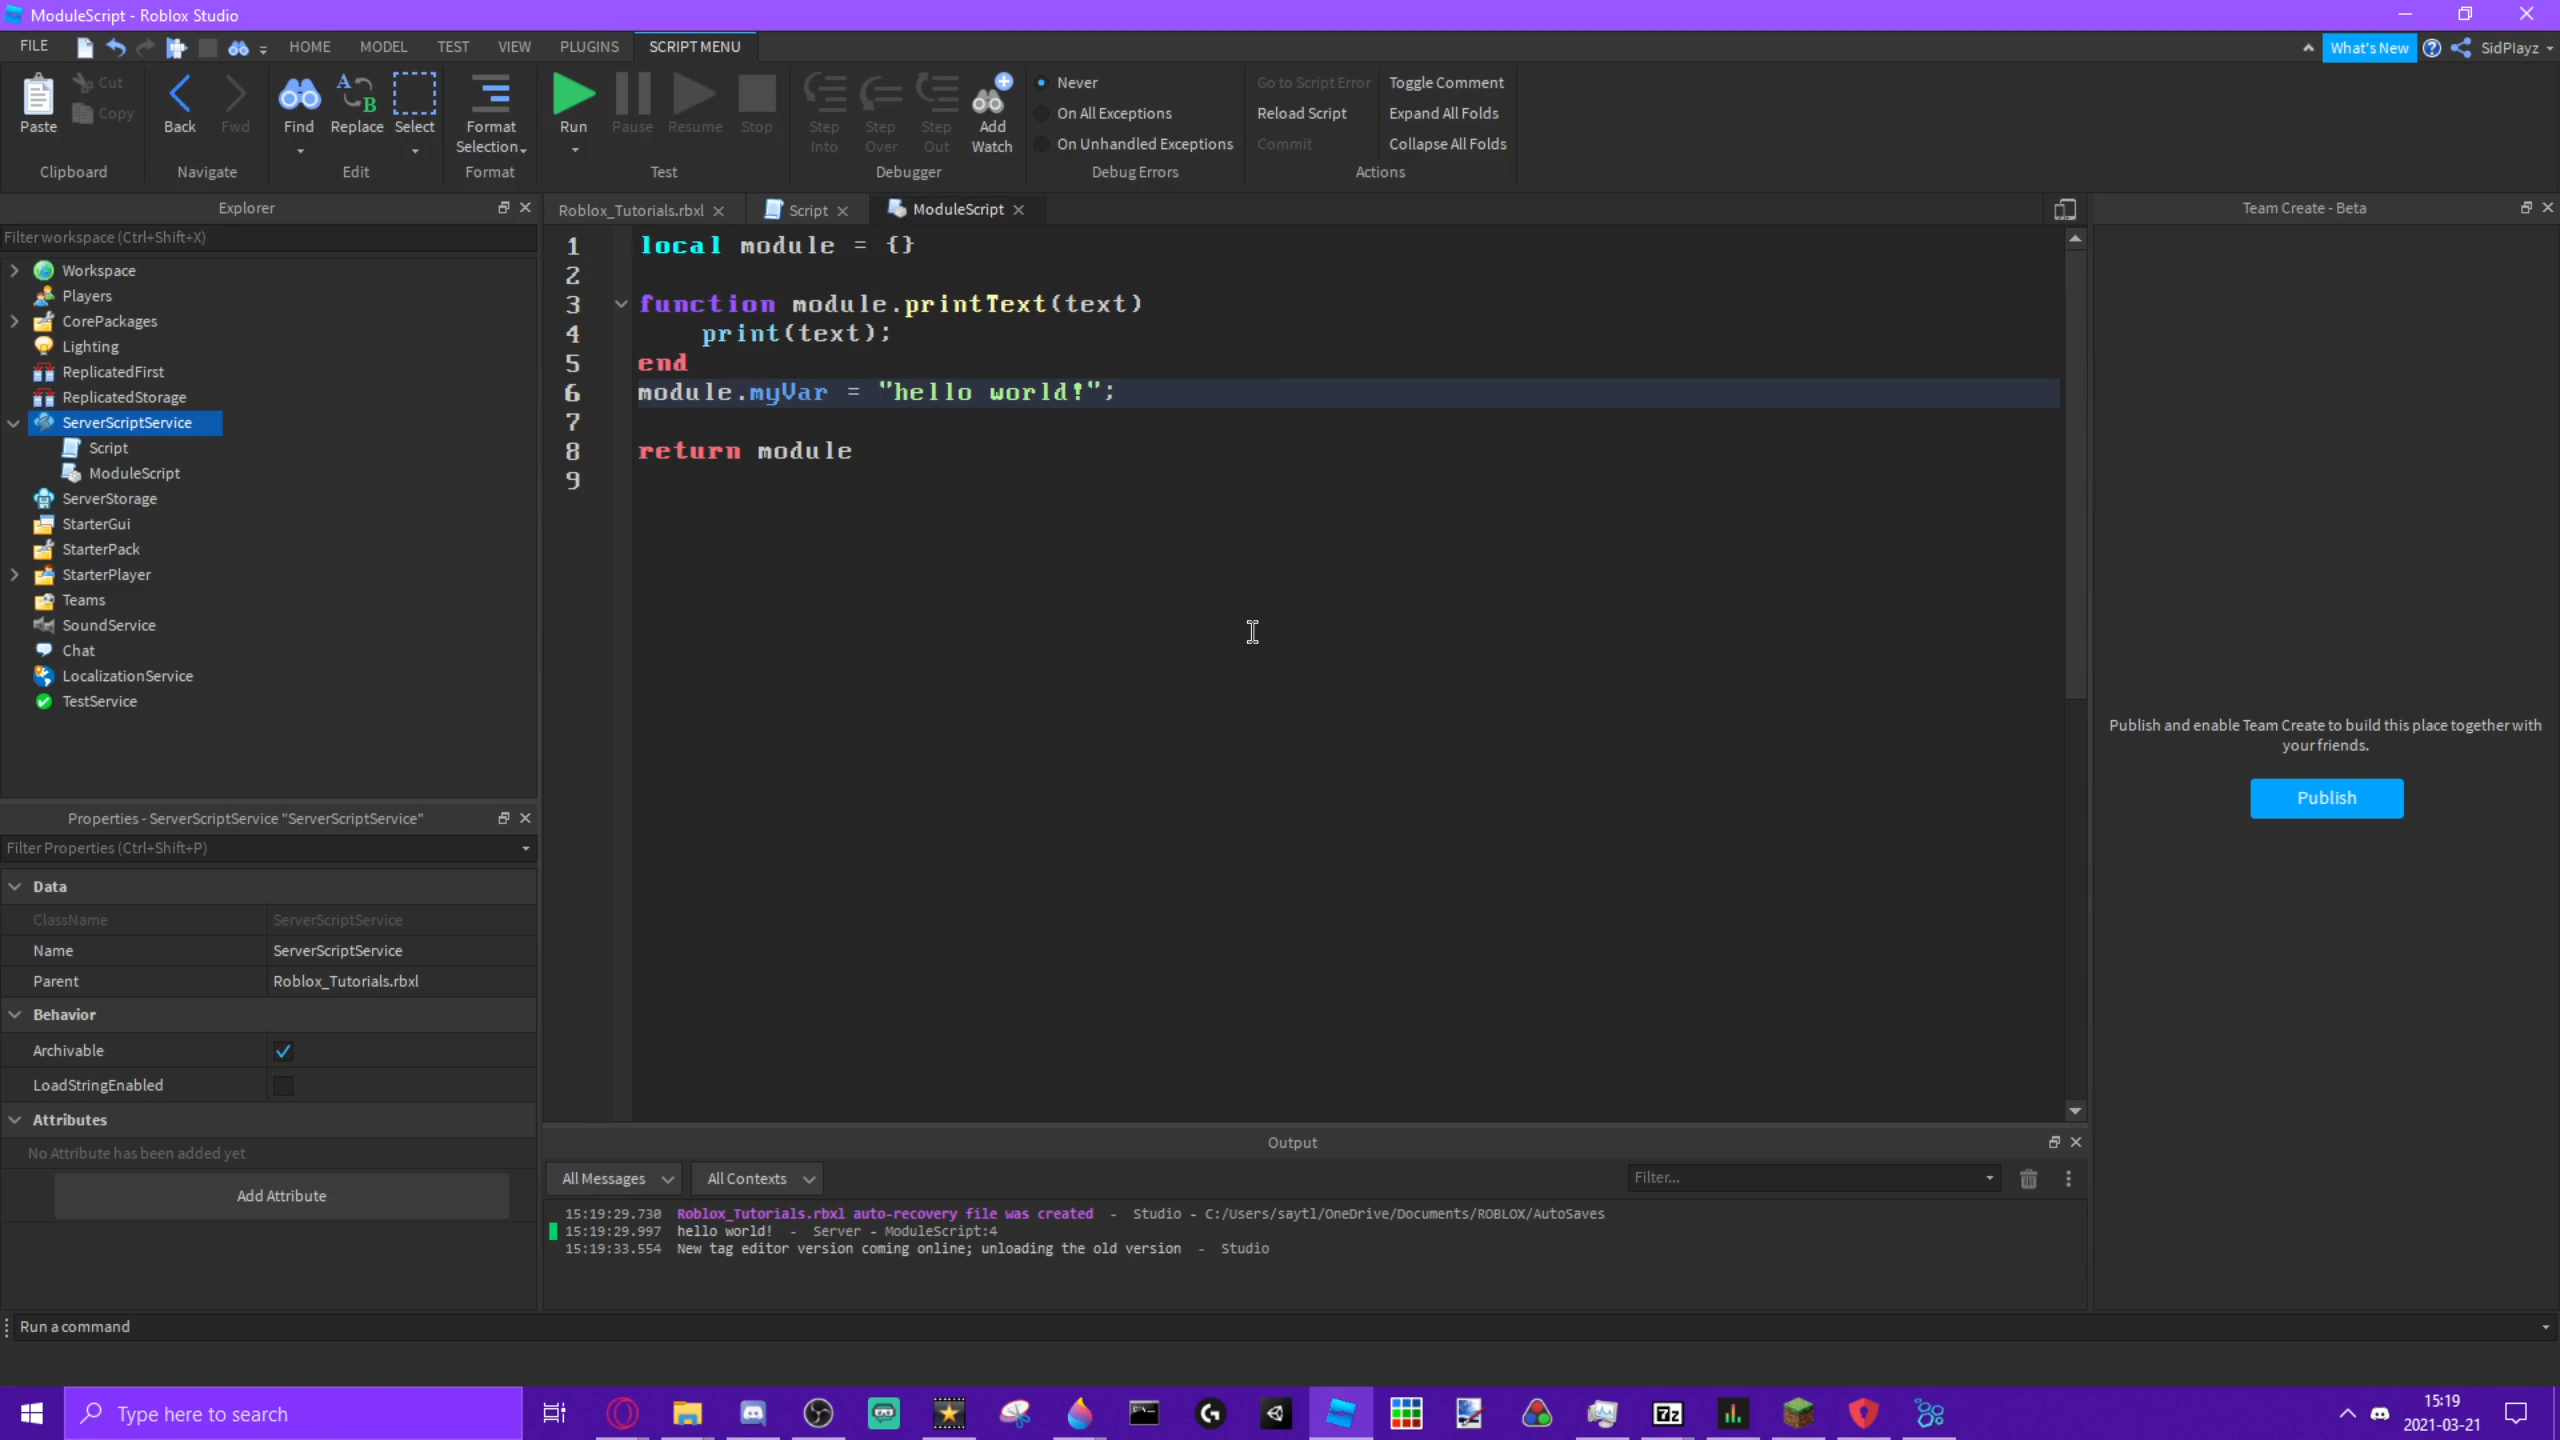 ModuleScript - Roblox Studio
FILE HOME MODEL TEST VIEW PLUGINS SCRIPT MENU What's New SidPlayz
Paste Cut Copy Clipboard
Back Fwd Navigate
Find Replace Select Edit
Format Selection Format
Run Pause Resume Stop Test
Step Into Step Over Step Out Add Watch Debugger
Never
On All Exceptions
On Unhandled Exceptions
Debug Errors
Go to Script Error Toggle Comment
Reload Script Expand All Folds
Commit Collapse All Folds
Actions
Explorer
Filter workspace (Ctrl+Shift+X)
Workspace
Players
CorePackages
Lighting
ReplicatedFirst
ReplicatedStorage
ServerScriptService
Script
ModuleScript
ServerStorage
StarterGui
StarterPack
StarterPlayer
Teams
SoundService
Chat
LocalizationService
TestService
Properties - ServerScriptService "ServerScriptService"
Filter Properties (Ctrl+Shift+P)
Data
ClassName ServerScriptService
Name ServerScriptService
Parent Roblox_Tutorials.rbxl
Behavior
Archivable
LoadStringEnabled
Attributes
No Attribute has been added yet
Add Attribute
Roblox_Tutorials.rbxl Script ModuleScript
1 local module = {}
2
3 function module.printText(text)
4 print(text);
5 end
6 module.myVar = "hello world!";
7
8 return module
9
Output
All Messages All Contexts Filter...
15:19:29.730 Roblox_Tutorials.rbxl auto-recovery file was created - Studio - C:/Users/saytl/OneDrive/Documents/ROBLOX/AutoSaves
15:19:29.997 hello world! - Server - ModuleScript:4
15:19:33.554 New tag editor version coming online; unloading the old version - Studio
Team Create - Beta
Publish and enable Team Create to build this place together with
your friends.
Publish
Run a command
Type here to search
7z
15:19
2021-03-21